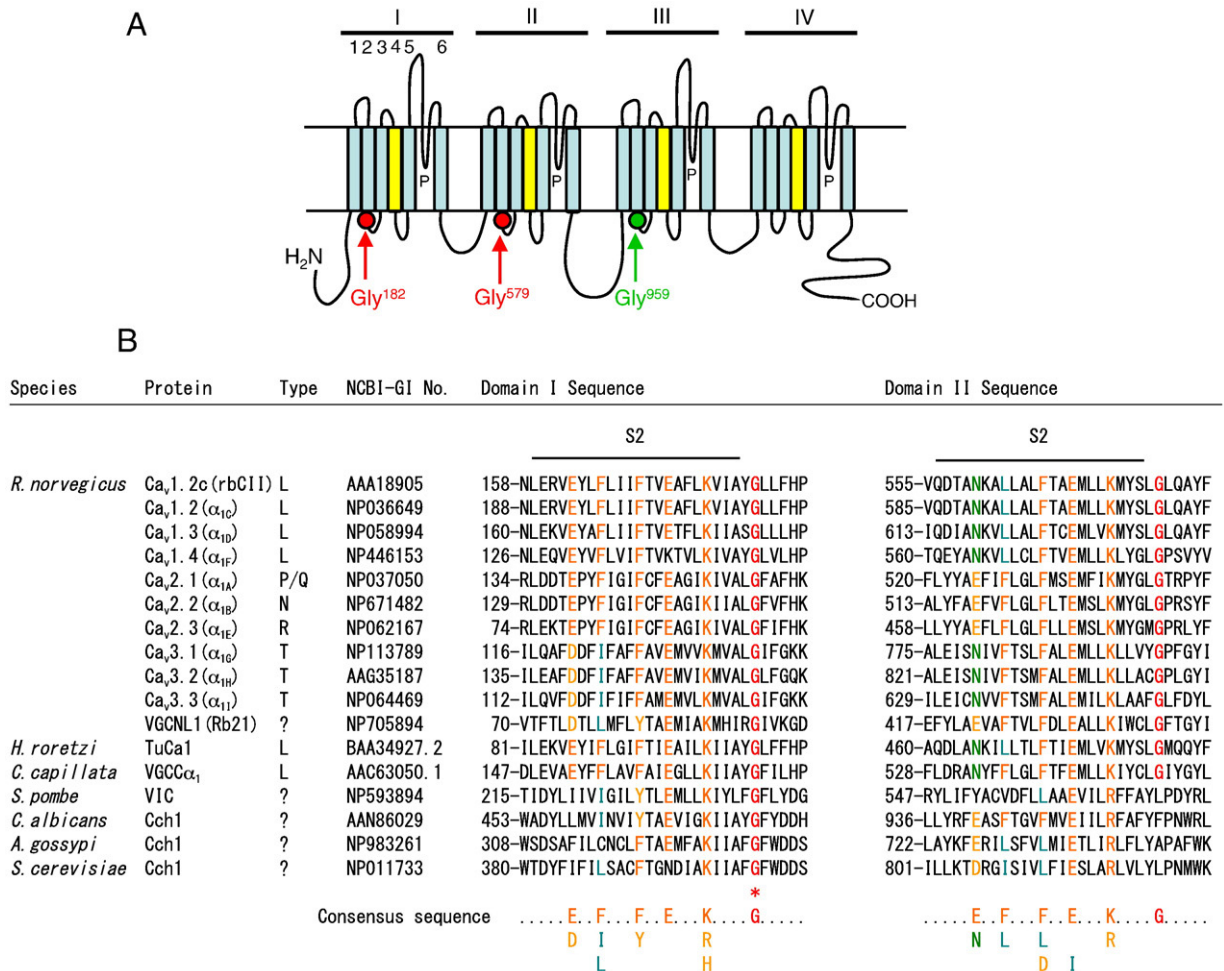 A
I II III IV
1 2 3 4 5 6
P P P P
H₂N
Gly¹⁸² Gly⁵⁷⁹ Gly⁹⁵⁹
COOH
B
Species Protein Type NCBI-GI No. Domain I Sequence Domain II Sequence
S2 S2
R.norvegicus Caᵥ1.2c(rbCII) L AAA18905 158-NLERVEYLFLIIFTVEAFLKVIAYGLLFHP 555-VQDTANKALLALFTAEMLLKMYSLGLQAYF
Caᵥ1.2(α1C) L NP036649 188-NLERVEYLFLIIFTVEAFLKVIAYGLLFHP 585-VQDTANKALLALFTAEMLLKMYSLGLQAYF
Caᵥ1.3(α1D) L NP058994 160-NLEKVEYAFLIIFTVETFLKIIASGLLLHP 613-IQDTANKVLLALFTCEMLVKMYSLGLQAYF
Caᵥ1.4(α1F) L NP446153 126-NLEQVEYVFLVIFTVKTVLKIVAYGLVLHP 560-TQEYANKVLLCLFTVEMLLKLYGLGPSVYV
Caᵥ2.1(α1A) P/Q NP037050 134-RLDDTEPYFIGIFCFEAGIKIVALGFAFHK 520-FLYYAEFIFLGLFMSEMFIKMYGLGTRPYF
Caᵥ2.2(α1B) N NP671482 129-RLDDTEPYFIGIFCFEAGIKIIALGFVFHK 513-ALYFAEFVFLGLFLTEMSLKMYGLGPRSYF
Caᵥ2.3(α1E) R NP062167 74-RLEKTEPYFIGIFCFEAGIKIVALGFIFHK 458-LLYYAEFLFLGLFLLEMSLKMYGMGPRLYF
Caᵥ3.1(α1G) T NP113789 116-ILQAFDDFIFAFFAVEMVVKMVALGIFGKK 775-ALEISNIVFTSLFALEMLLKLLVYGPFGYI
Caᵥ3.2(α1H) T AAG35187 135-ILEAFDDFIFAFFAVEMVIKMVALGLFGQK 821-ALEISNIVFTSMFALEMLLKLLACGPLGYI
Caᵥ3.3(α1I) T NP064469 112-ILQVFDDFIFIFFAMEMVLKMVALGIFGKK 629-ILEICNVVFTSMFALEMILKLAAFGLFDYL
VGCNL1(Rb21) ? NP705894 70-VTFTLDTLLMFLYTAEMIAKMHIRGIVKGD 417-EFYLAEVAFTVLFDLEALLKIWCLGFTGYI
H.roretzi TuCa1 L BAA34927.2 81-ILEKVEYIFLGIFTIEAILKIIAYGLFFHP 460-AQDLANKILLTLFTIEMLVKMYSLGMQQYF
C.capillata VGCCα1 L AAC63050.1 147-DLEVAEYFFLAVFAIEGLLKIIAYGFILHP 528-FLDRANYFFLGLFTFEMLLKIYCLGIYGYL
S.pombe VIC ? NP593894 215-TIDYLIIVIGILYTLEMLLKIYLFGFLYDG 547-RYLIFYACVDFLLAAEVILRFFAYLPDYRL
C.albicans Cch1 ? AAN86029 453-WADYLLMVINVIYTAEVIGKIIAYGFYDDH 936-LLYRFEASFTGVFMVEIILRFAFYFPNWRL
A.gossypi Cch1 ? NP983261 308-WSDSAFILCNCLFTAEMFAKIIAFGFWDDS 722-LAYKFERILSFVLMIETLIRLFLYAPAFWK
S.cerevisiae Cch1 ? NP011733 380-WTDYFIFILSACFTGNDIAKIIAFGFWDDS 801-ILLKTDRGISIVLFIESLARLVLYLPNMWK
*
Consensus sequence .....E.F...F..E...K....G..... .....E.F...F.E....K....G.....
D I Y R N L L R
L H D I